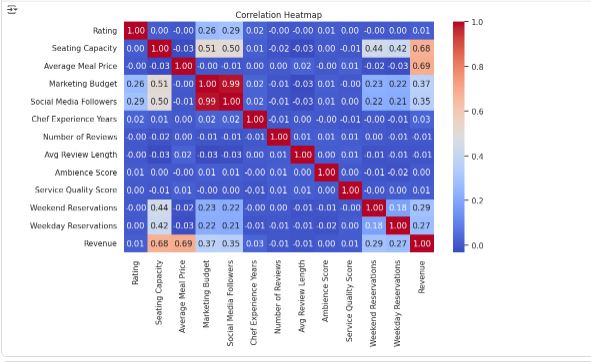 Correlation Heatmap
Rating 1.00 0.00 -0.00 0.26 0.29 0.02 -0.00 0.01 0.01 0.00 -0.00 0.00 0.01
Seating Capacity 0.00 1.00 -0.03 0.51 0.50 0.01 -0.02 -0.03 0.00 -0.01 0.44 0.42 0.68
Average Meal Price -0.00 -0.03 1.00 -0.00 -0.01 0.00 0.00 0.02 -0.00 0.01 -0.02 -0.03 0.69
Marketing Budget 0.26 0.51 -0.00 1.00 0.99 0.02 -0.01 -0.03 0.01 -0.00 0.23 0.22 0.37
Social Media Followers 0.29 0.50 -0.01 0.99 1.00 0.02 -0.01 -0.03 0.01 0.00 0.22 0.21 0.35
Chef Experience Years 0.02 0.01 0.00 0.02 0.02 1.00 -0.01 0.00 -0.00 -0.01 -0.00 -0.01 0.03
Number of Reviews -0.00 -0.02 0.00 -0.01 -0.01 -0.01 1.00 0.01 0.01 0.00 -0.01 -0.00 -0.01
Avg Review Length 0.01 -0.03 0.02 -0.03 -0.03 0.00 0.01 1.00 0.00 0.01 -0.01 -0.01 -0.01
Ambience Score 0.01 0.00 -0.00 0.01 0.01 -0.00 0.01 0.00 1.00 0.00 -0.01 -0.02 0.00
Service Quality Score 0.00 -0.01 0.01 -0.00 0.00 -0.01 0.01 0.01 0.00 1.00 -0.00 0.00 0.01
Weekend Reservations -0.00 0.44 -0.02 0.23 0.22 -0.00 -0.01 -0.01 -0.01 -0.00 1.00 0.18 0.29
Weekday Reservations 0.00 0.42 -0.03 0.22 0.21 -0.01 -0.00 -0.01 -0.02 0.00 0.18 1.00 0.27
Revenue 0.01 0.68 0.69 0.37 0.35 0.03 -0.01 -0.01 0.00 0.01 0.29 0.27 1.00
Rating
Seating Capacity
Average Meal Price
Marketing Budget
Social Media Followers
Chef Experience Years
Number of Reviews
Avg Review Length
Ambience Score
Service Quality Score
Weekend Reservations
Weekday Reservations
Revenue
1.0
0.8
0.6
0.4
0.2
0.0